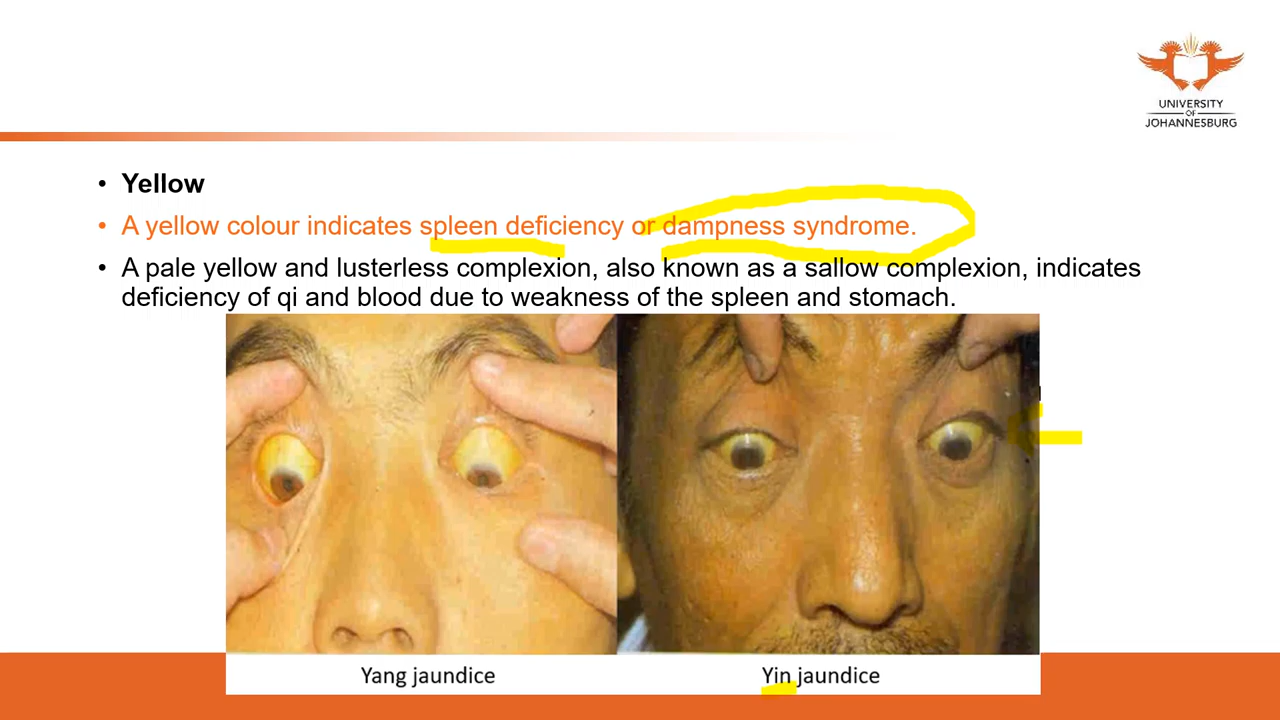 UNIVERSITY
OF
JOHANNESBURG
• Yellow
• A yellow colour indicates spleen deficiency or dampness syndrome.
• A pale yellow and lusterless complexion, also known as a sallow complexion, indicates
deficiency of qi and blood due to weakness of the spleen and stomach.
Yang jaundice
Yin jaundice